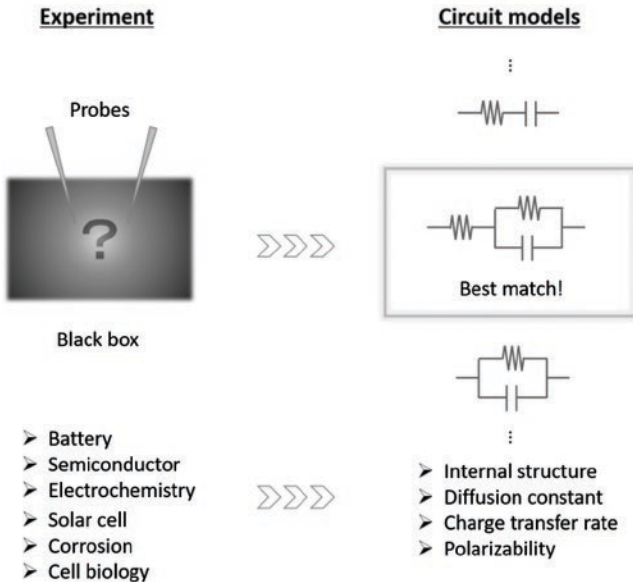 Experiment
Probes
?
Black box
➢ Battery
➢ Semiconductor
➢ Electrochemistry
➢ Solar cell
➢ Corrosion
➢ Cell biology
Circuit models
⋮
Best match!
⋮
➢ Internal structure
➢ Diffusion constant
➢ Charge transfer rate
➢ Polarizability